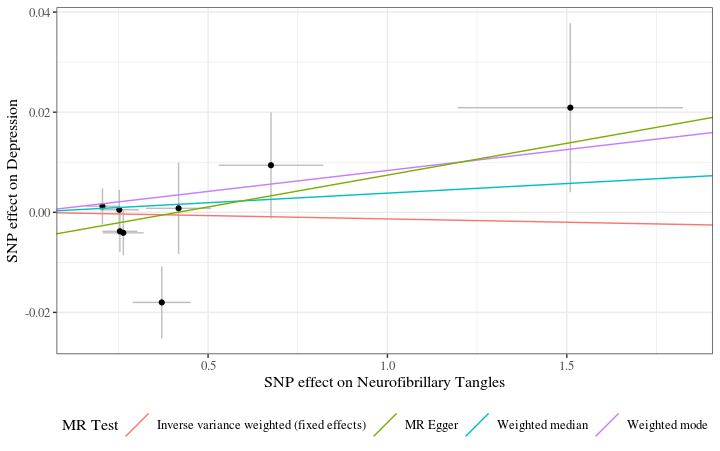 0.04
0.02
0.00
-0.02
SNP effect on Depression
0.5 1.0 1.5
SNP effect on Neurofibrillary Tangles
MR Test Inverse variance weighted (fixed effects) MR Egger Weighted median Weighted mode